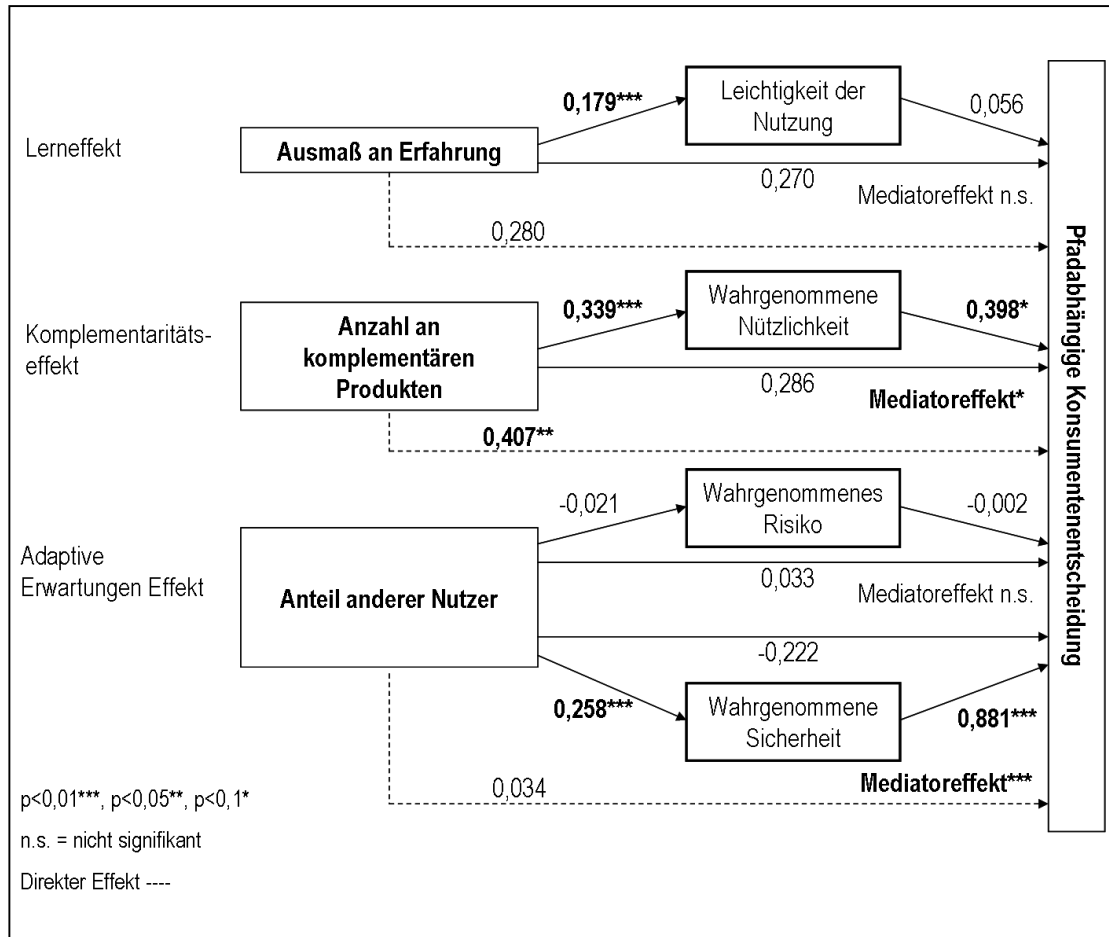 Lerneffekt
Ausmaß an Erfahrung
0,179***
Leichtigkeit der
Nutzung
0,056
0,270
Mediatoreffekt n.s.
0,280
Komplementaritäts-
effekt
Anzahl an
komplementären
Produkten
0,339***
Wahrgenommene
Nützlichkeit
0,398*
0,286
Mediatoreffekt*
0,407**
Adaptive
Erwartungen Effekt
Anteil anderer Nutzer
-0,021
Wahrgenommenes
Risiko
-0,002
0,033
Mediatoreffekt n.s.
-0,222
0,258***
Wahrgenommene
Sicherheit
0,881***
Mediatoreffekt***
0,034
Pfadabhängige Konsumentenentscheidung
p<0,01***, p<0,05**, p<0,1*
n.s. = nicht signifikant
Direkter Effekt ----